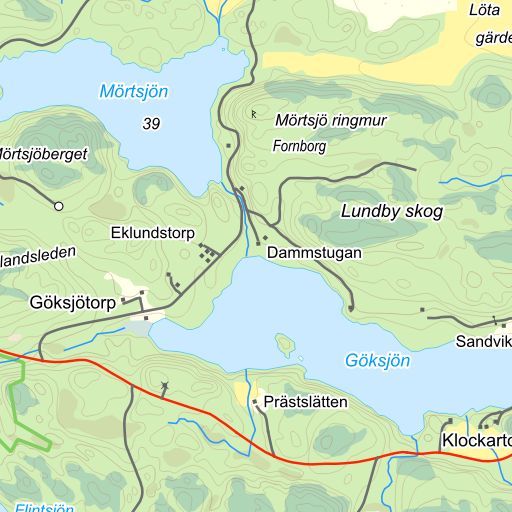 Löta
gärde
Mörtsjön
39
Mörtsjö ringmur
Fornborg
Mörtsjöberget
Lundby skog
Eklundstorp
landsleden
Dammstugan
Göksjötorp
Sandvik
Göksjön
Prästslätten
Klockarto
Flintsjön